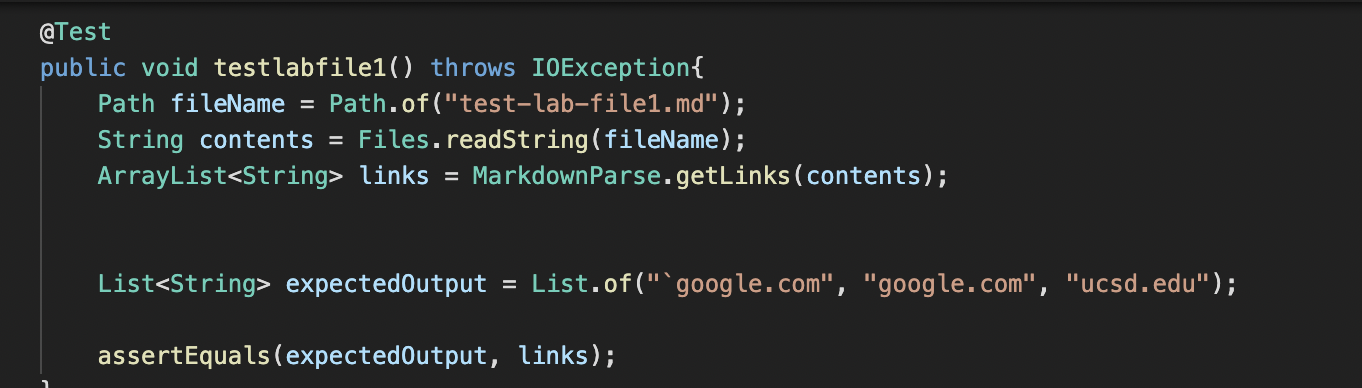 @Test
public void testlabfile1() throws IOException{
Path fileName = Path.of("test-lab-file1.md");
String contents = Files.readString(fileName);
ArrayList<String> links = MarkdownParse.getLinks(contents);
List<String> expectedOutput = List.of("`google.com", "google.com", "ucsd.edu");
assertEquals(expectedOutput, links);
}